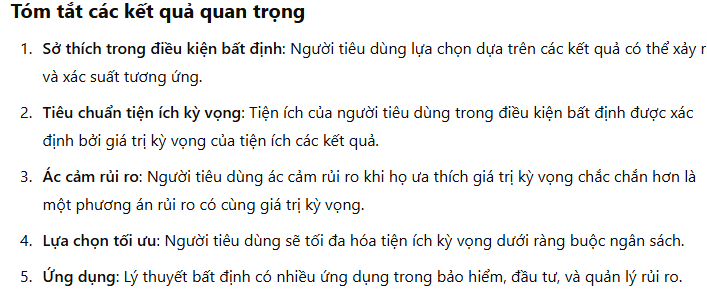 Tóm tắt các kết quả quan trọng
1. Sở thích trong điều kiện bất định: Người tiêu dùng lựa chọn dựa trên các kết quả có thể xảy r
và xác suất tương ứng.
2. Tiêu chuẩn tiện ích kỳ vọng: Tiện ích của người tiêu dùng trong điều kiện bất định được xác
định bởi giá trị kỳ vọng của tiện ích các kết quả.
3. Ác cảm rủi ro: Người tiêu dùng ác cảm rủi ro khi họ ưa thích giá trị kỳ vọng chắc chắn hơn là
một phương án rủi ro có cùng giá trị kỳ vọng.
4. Lựa chọn tối ưu: Người tiêu dùng sẽ tối đa hóa tiện ích kỳ vọng dưới ràng buộc ngân sách.
5. Ứng dụng: Lý thuyết bất định có nhiều ứng dụng trong bảo hiểm, đầu tư, và quản lý rủi ro.